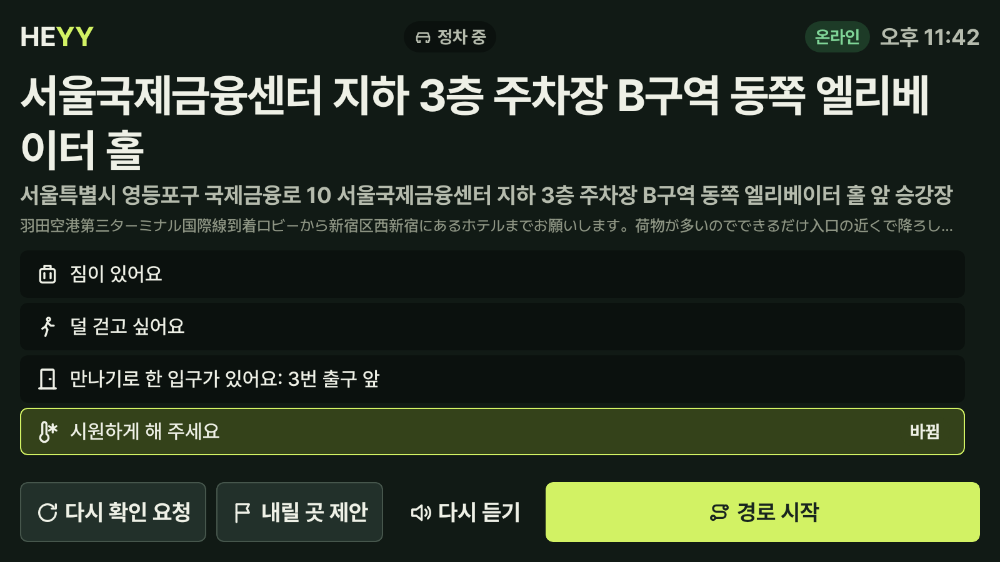 HEYY
정차 중
온라인
오후 11:42
서울국제금융센터 지하 3층 주차장 B구역 동쪽 엘리베
이터 홀
서울특별시 영등포구 국제금융로 10 서울국제금융센터 지하 3층 주차장 B구역 동쪽 엘리베이터 홀 앞 승강장
羽田空港第三ターミナル国際線到着ロビーから新宿区西新宿にあるホテルまでお願いします。荷物が多いのでできるだけ入口の近くで降ろし...
짐이 있어요
덜 걷고 싶어요
만나기로 한 입구가 있어요: 3번 출구 앞
시원하게 해 주세요
바뀜
다시 확인 요청
내릴 곳 제안
다시 듣기
경로 시작